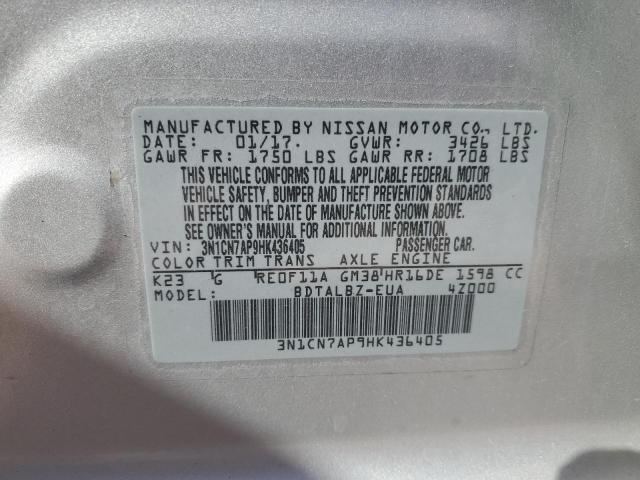 MANUFACTURED BY NISSAN MOTOR CO., LTD.
DATE: 01/17. GVWR: 3426 LBS
GAWR FR: 1750 LBS GAWR RR: 1708 LBS
THIS VEHICLE CONFORMS TO ALL APPLICABLE FEDERAL MOTOR
VEHICLE SAFETY, BUMPER AND THEFT PREVENTION STANDARDS
IN EFFECT ON THE DATE OF MANUFACTURE SHOWN ABOVE.
SEE OWNER'S MANUAL FOR ADDITIONAL INFORMATION.
VIN: 3N1CN7AP9HK436405 PASSENGER CAR.
COLOR TRIM TRANS AXLE ENGINE
K23 G RE0F11A GM38 HR16DE 1598 CC
MODEL: BDTALBZ-EUA 4Z000
3N1CN7AP9HK436405